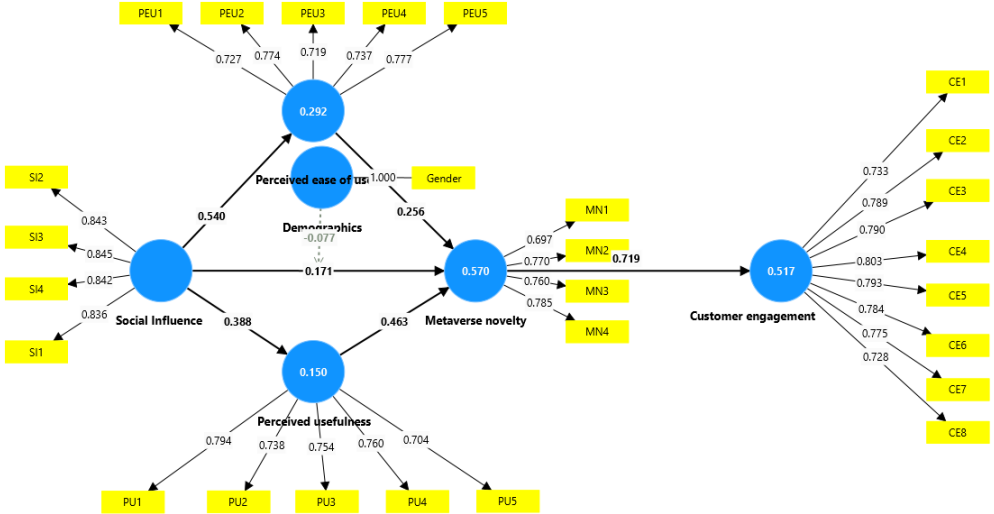 PEU1 PEU2 PEU3 PEU4 PEU5
0.727 0.774 0.719 0.737 0.777
0.292
Perceived ease of us
1.000
Gender
Demographics
-0.077
SI2
SI3
SI4
SI1
0.843
0.845
0.842
0.836
Social Influence
0.540
0.171
0.388
0.256
0.463
0.570
Metaverse novelty
MN1
MN2
MN3
MN4
0.697
0.770
0.760
0.785
0.719
0.517
Customer engagement
CE1
CE2
CE3
CE4
CE5
CE6
CE7
CE8
0.733
0.789
0.790
0.803
0.793
0.784
0.775
0.728
0.150
Perceived usefulness
0.794 0.738 0.754 0.760 0.704
PU1 PU2 PU3 PU4 PU5